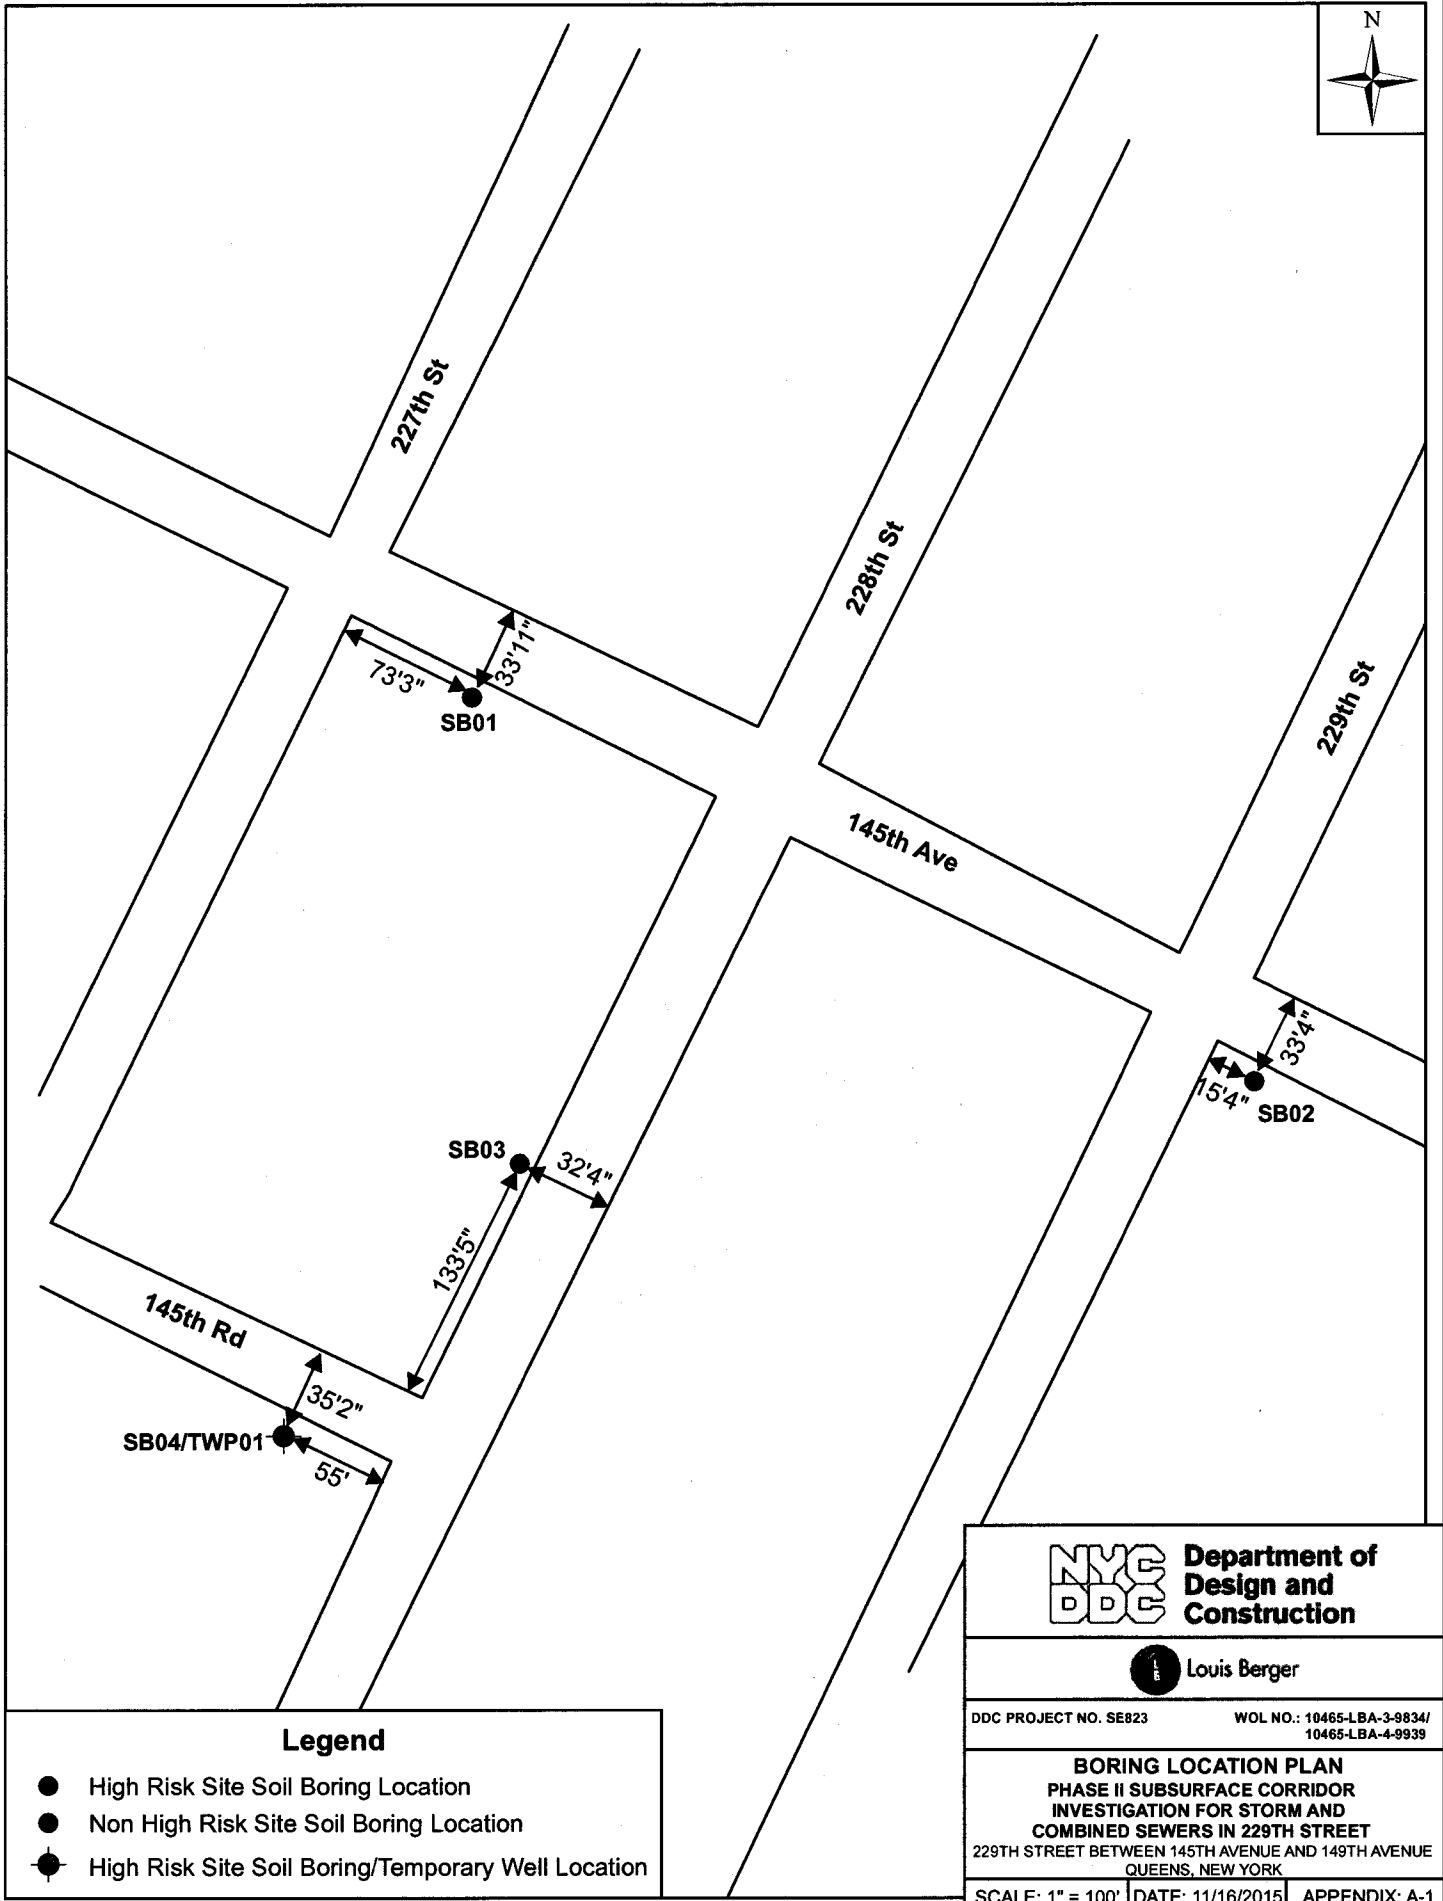 N
227th St
228th St
229th St
33'11"
73'3"
SB01
145th Ave
33'4"
15'4"
SB02
SB03
32'4"
133'5"
145th Rd
35'2"
SB04/TWP01
55'
NYC
DDC
Department of
Design and
Construction
Louis Berger
DDC PROJECT NO. SE823
WOL NO.: 10465-LBA-3-9834/
10465-LBA-4-9939
BORING LOCATION PLAN
PHASE II SUBSURFACE CORRIDOR
INVESTIGATION FOR STORM AND
COMBINED SEWERS IN 229TH STREET
229TH STREET BETWEEN 145TH AVENUE AND 149TH AVENUE
QUEENS, NEW YORK
SCALE: 1" = 100' DATE: 11/16/2015 APPENDIX: A-1
Legend
High Risk Site Soil Boring Location
Non High Risk Site Soil Boring Location
High Risk Site Soil Boring/Temporary Well Location